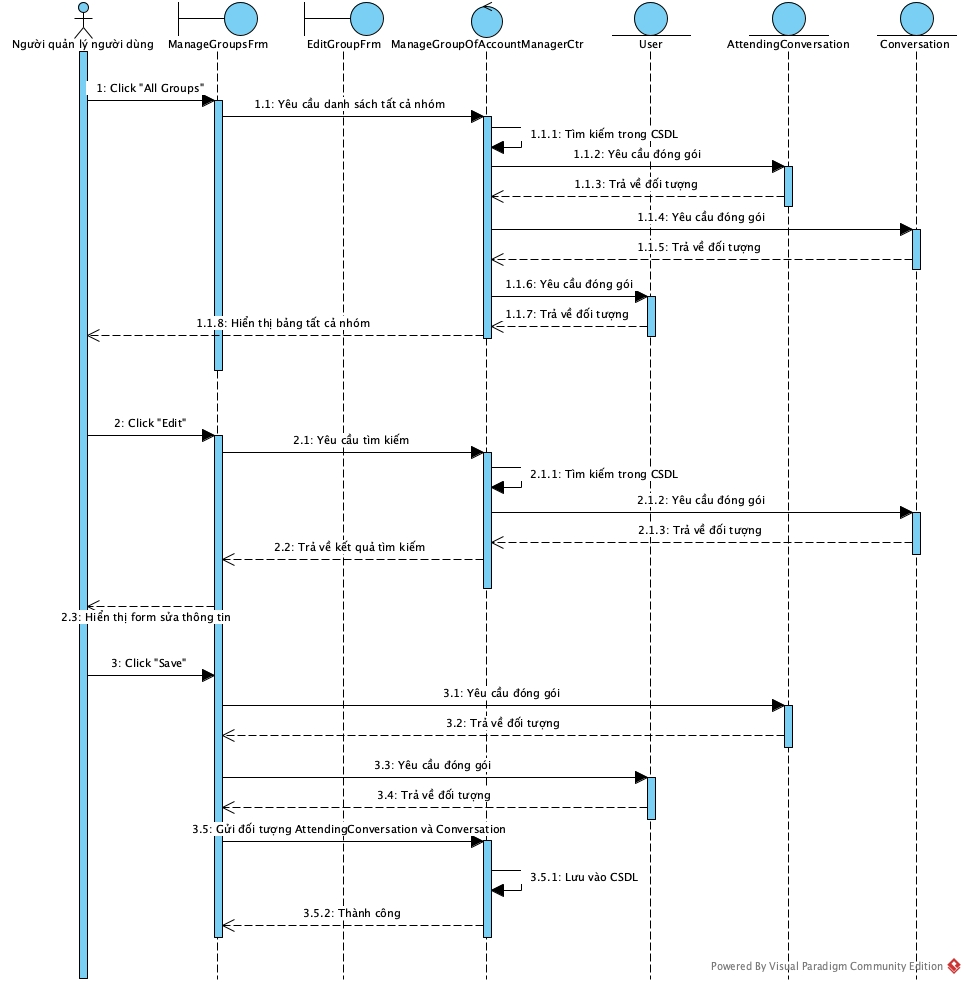 Người quản lý người dùng
ManageGroupsFrm
EditGroupFrm
ManageGroupOfAccountManagerCtr
User
AttendingConversation
Conversation
1: Click "All Groups"
1.1: Yêu cầu danh sách tất cả nhóm
1.1.1: Tìm kiếm trong CSDL
1.1.2: Yêu cầu đóng gói
1.1.3: Trả về đối tượng
1.1.4: Yêu cầu đóng gói
1.1.5: Trả về đối tượng
1.1.6: Yêu cầu đóng gói
1.1.7: Trả về đối tượng
1.1.8: Hiển thị bảng tất cả nhóm
2: Click "Edit"
2.1: Yêu cầu tìm kiếm
2.1.1: Tìm kiếm trong CSDL
2.1.2: Yêu cầu đóng gói
2.1.3: Trả về đối tượng
2.2: Trả về kết quả tìm kiếm
2.3: Hiển thị form sửa thông tin
3: Click "Save"
3.1: Yêu cầu đóng gói
3.2: Trả về đối tượng
3.3: Yêu cầu đóng gói
3.4: Trả về đối tượng
3.5: Gửi đối tượng AttendingConversation và Conversation
3.5.1: Lưu vào CSDL
3.5.2: Thành công
Powered By Visual Paradigm Community Edition